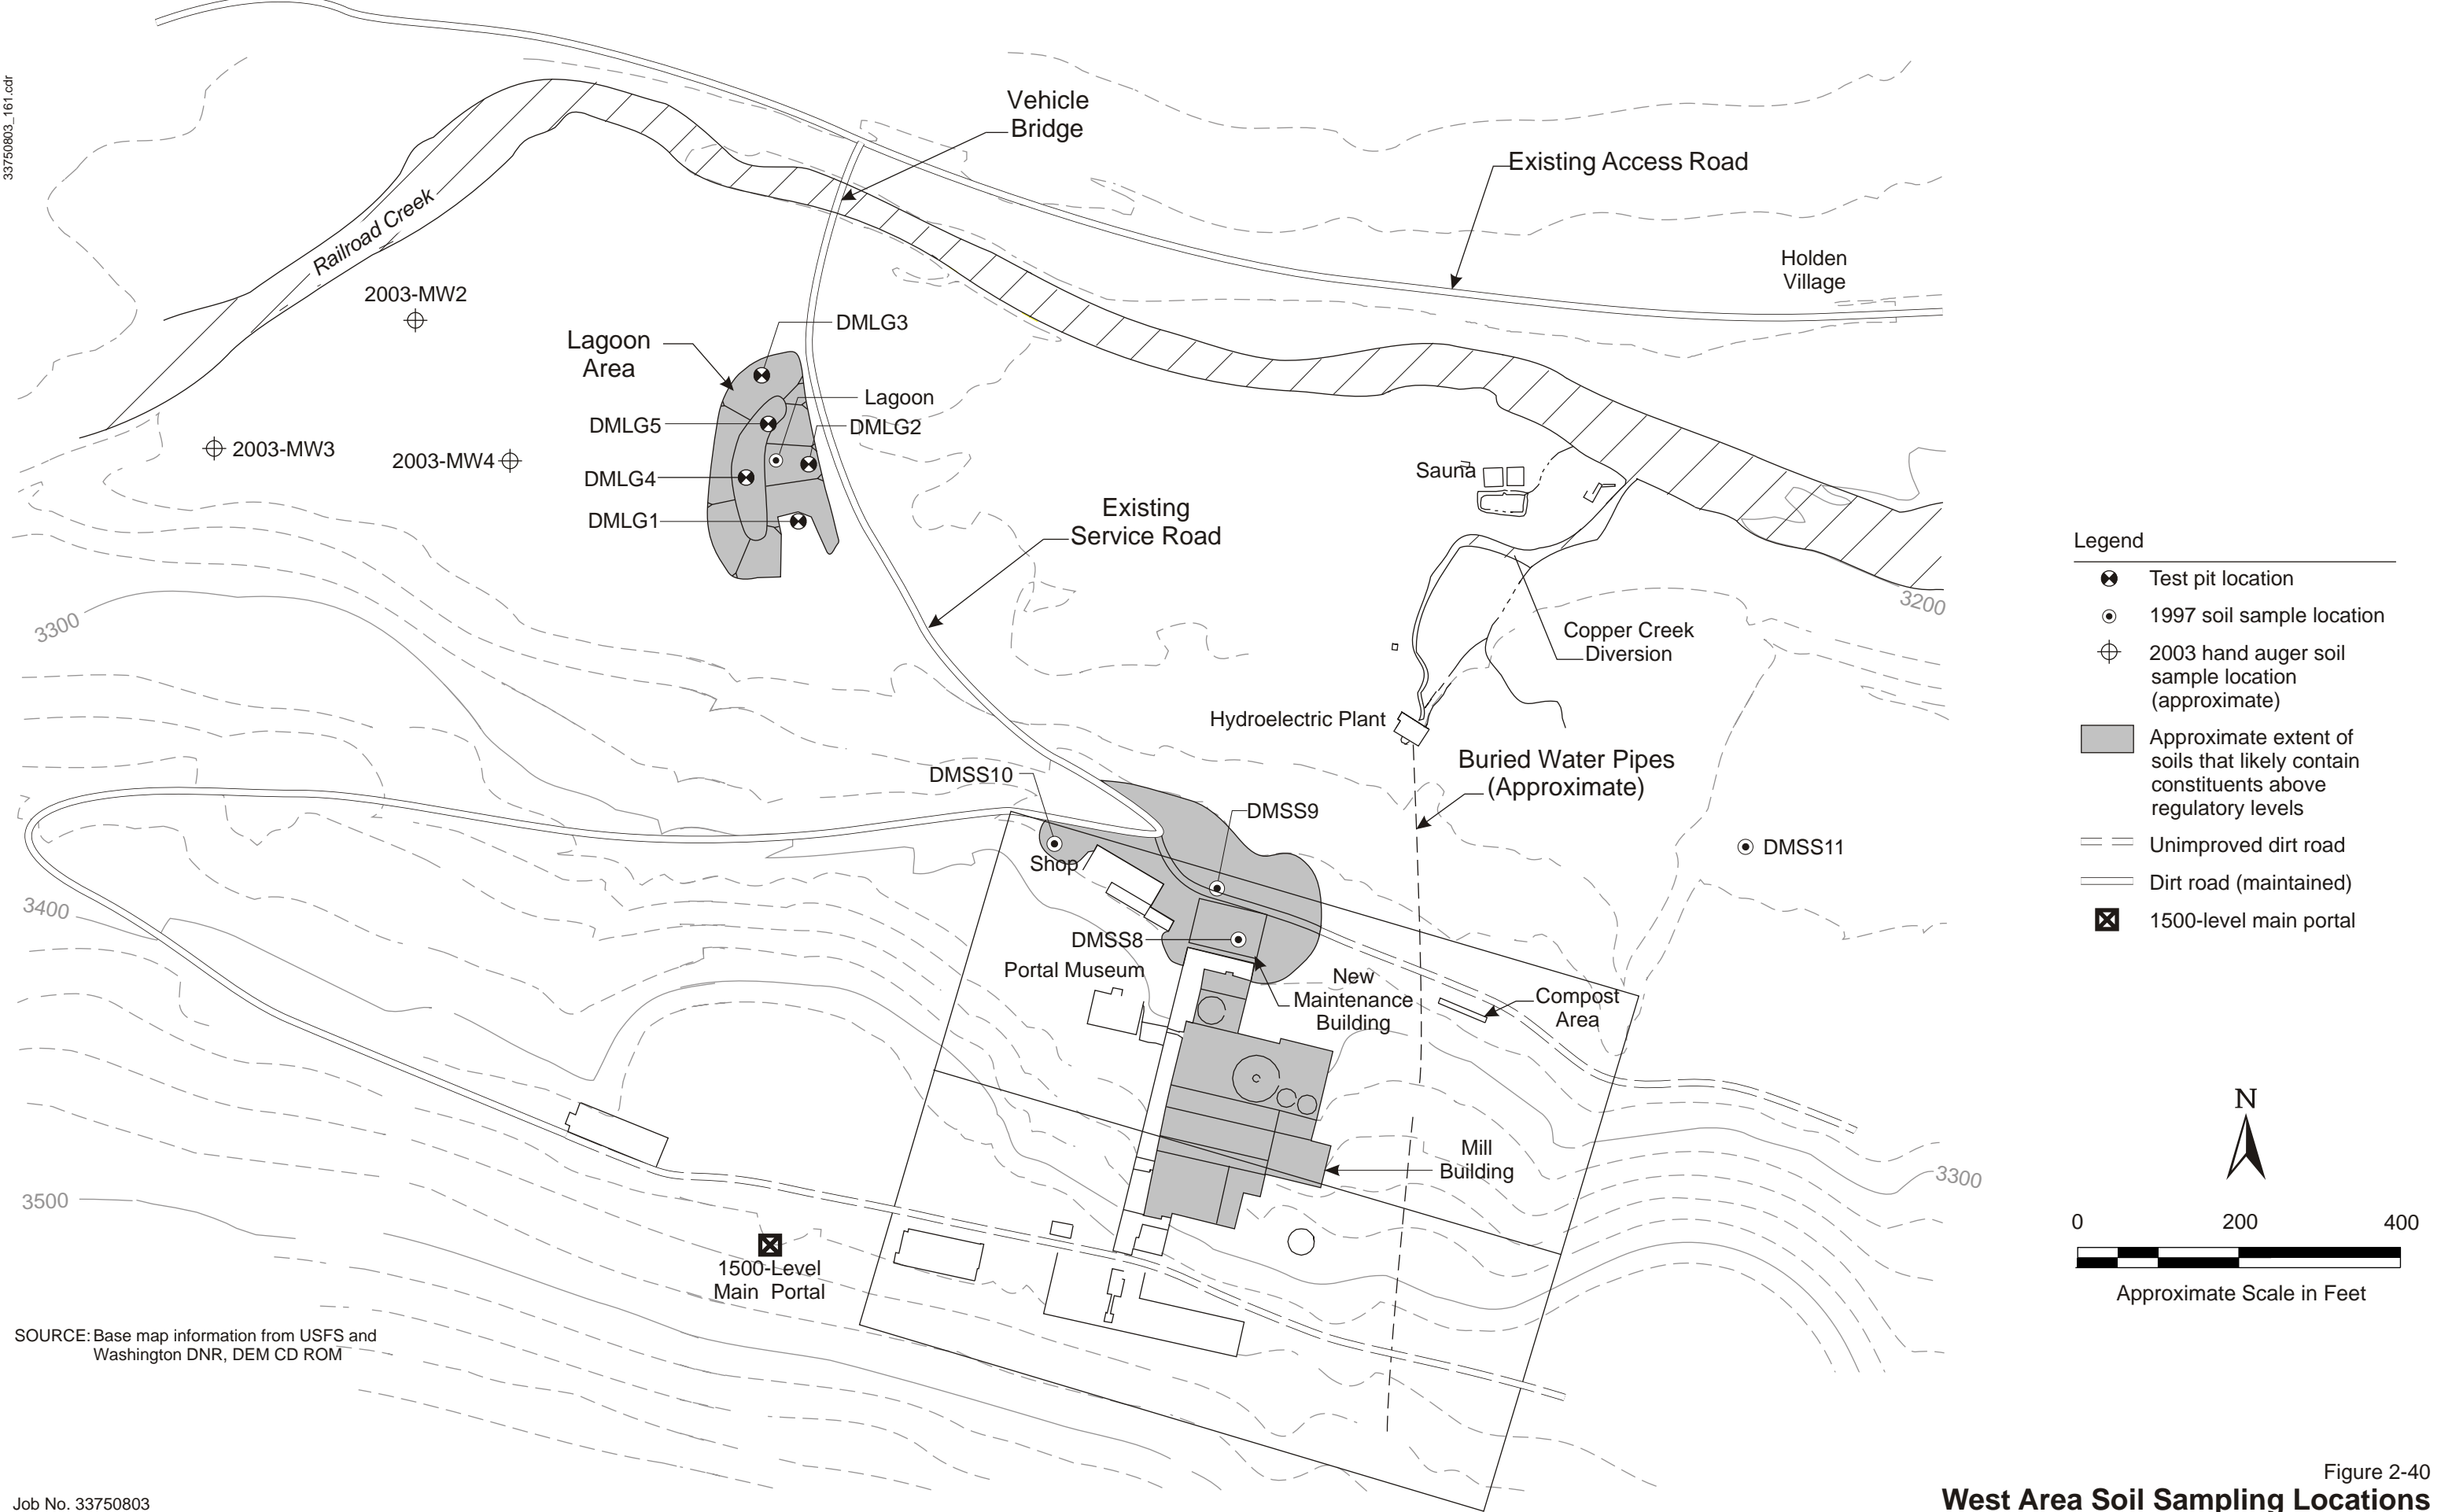 33750803_161.cdr
Vehicle
Bridge
Existing Access Road
Holden
Village
Railroad Creek
2003-MW2
DMLG3
Lagoon
Area
Lagoon
DMLG5
DMLG2
2003-MW3
2003-MW4
DMLG4
DMLG1
Sauna
Existing
Service Road
3200
3300
Copper Creek
Diversion
Hydroelectric Plant
Buried Water Pipes
(Approximate)
DMSS10
DMSS9
Shop
DMSS11
3400
DMSS8
Portal Museum
New
Maintenance
Building
Compost
Area
Mill
Building
3300
3500
1500-Level
Main Portal
SOURCE: Base map information from USFS and
Washington DNR, DEM CD ROM
Job No. 33750803
Legend
Test pit location
1997 soil sample location
2003 hand auger soil
sample location
(approximate)
Approximate extent of
soils that likely contain
constituents above
regulatory levels
Unimproved dirt road
Dirt road (maintained)
1500-level main portal
N
0 200 400
Approximate Scale in Feet
Figure 2-40
West Area Soil Sampling Locations